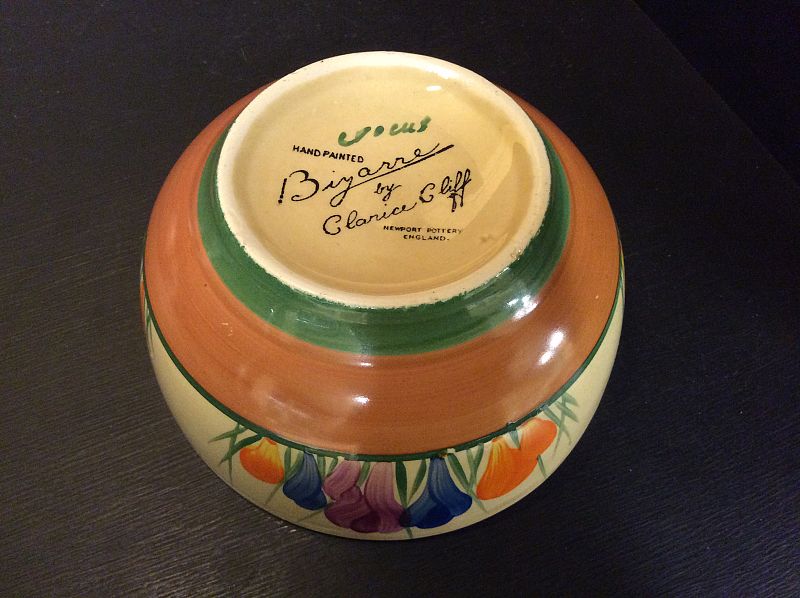 crocus
HAND PAINTED
Bizarre
by
Clarice Cliff
NEWPORT POTTERY
ENGLAND.